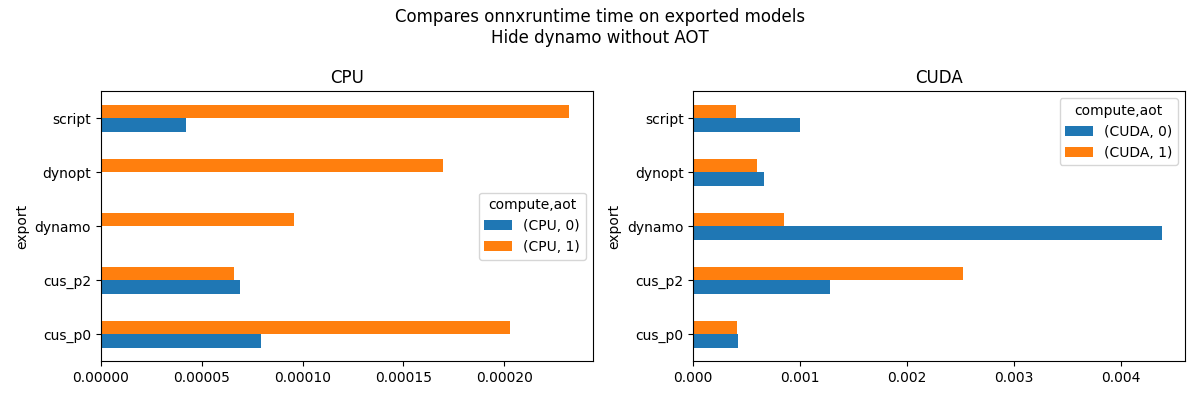 Compares onnxruntime time on exported models
Hide dynamo without AOT
CPU
export
script
dynopt
dynamo
cus_p2
cus_p0
compute,aot
(CPU, 0)
(CPU, 1)
0.00000
0.00005
0.00010
0.00015
0.00020
CUDA
export
script
dynopt
dynamo
cus_p2
cus_p0
compute,aot
(CUDA, 0)
(CUDA, 1)
0.000
0.001
0.002
0.003
0.004